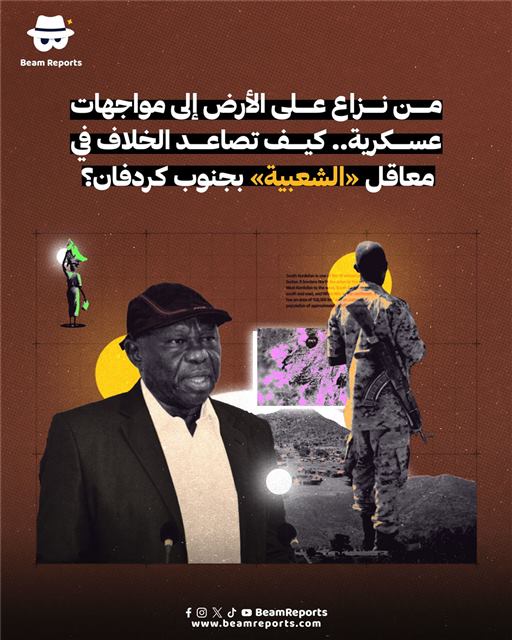 Beam Reports
من نزاع على الأرض إلى مواجهات
عسكرية.. كيف تصاعد الخلاف في
معاقل «الشعبية» بجنوب كردفان؟
BeamReports
www.beamreports.com